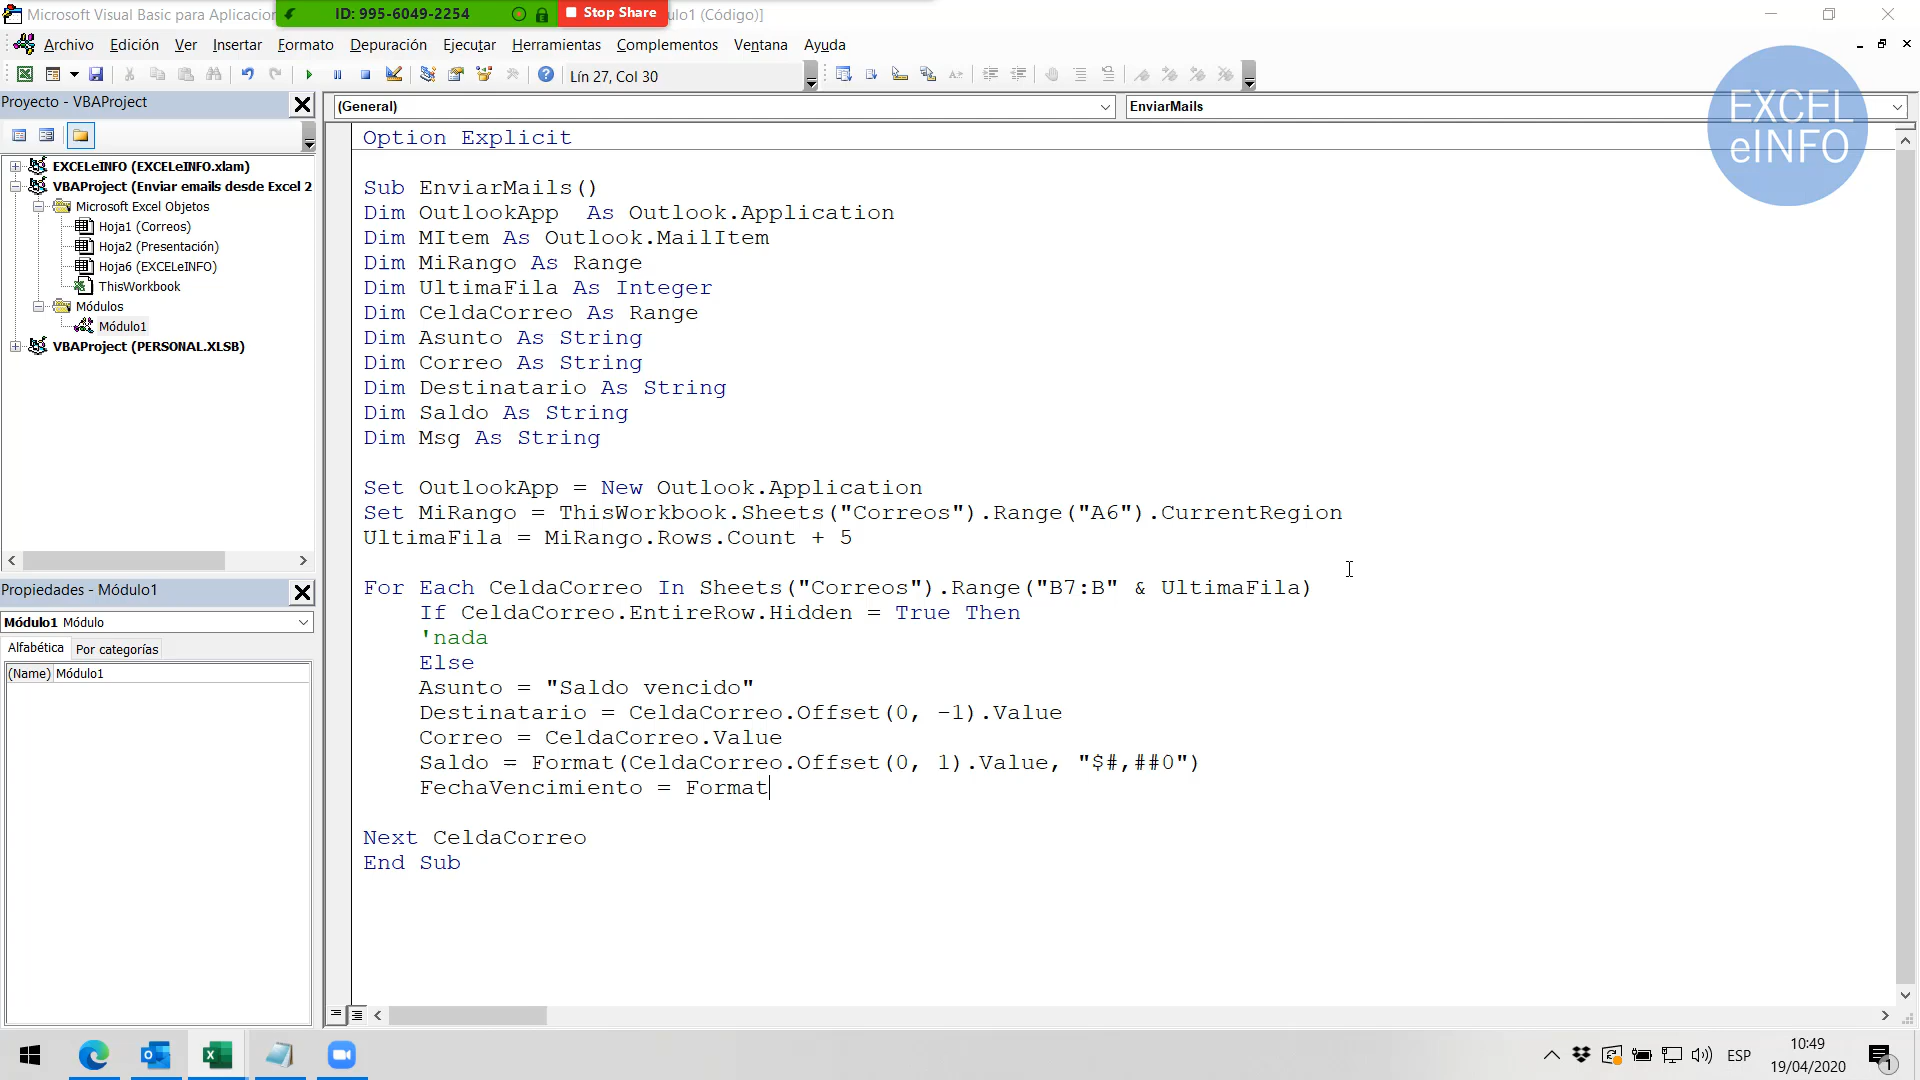 Microsoft Visual Basic para Aplicacion
ID: 995-6049-2254
Stop Share
ulo1 (Código)]
Archivo Edición Ver Insertar Formato Depuración Ejecutar Herramientas Complementos Ventana Ayuda
Lín 27, Col 30
EXCEL
eINFO
Proyecto - VBAProject
EXCELeINFO (EXCELeINFO.xlam)
VBAProject (Enviar emails desde Excel 2
Microsoft Excel Objetos
Hoja1 (Correos)
Hoja2 (Presentación)
Hoja6 (EXCELeINFO)
ThisWorkbook
Módulos
Módulo1
VBAProject (PERSONAL.XLSB)
Propiedades - Módulo1
Módulo1 Módulo
Alfabética Por categorías
(Name) Módulo1
(General) EnviarMails
Option Explicit
Sub EnviarMails()
Dim OutlookApp  As Outlook.Application
Dim MItem As Outlook.MailItem
Dim MiRango As Range
Dim UltimaFila As Integer
Dim CeldaCorreo As Range
Dim Asunto As String
Dim Correo As String
Dim Destinatario As String
Dim Saldo As String
Dim Msg As String
Set OutlookApp = New Outlook.Application
Set MiRango = ThisWorkbook.Sheets("Correos").Range("A6").CurrentRegion
UltimaFila = MiRango.Rows.Count + 5
For Each CeldaCorreo In Sheets("Correos").Range("B7:B" & UltimaFila)
If CeldaCorreo.EntireRow.Hidden = True Then
'nada
Else
Asunto = "Saldo vencido"
Destinatario = CeldaCorreo.Offset(0, -1).Value
Correo = CeldaCorreo.Value
Saldo = Format(CeldaCorreo.Offset(0, 1).Value, "$#,##0")
FechaVencimiento = Format
Next CeldaCorreo
End Sub
ESP
10:49
19/04/2020
1